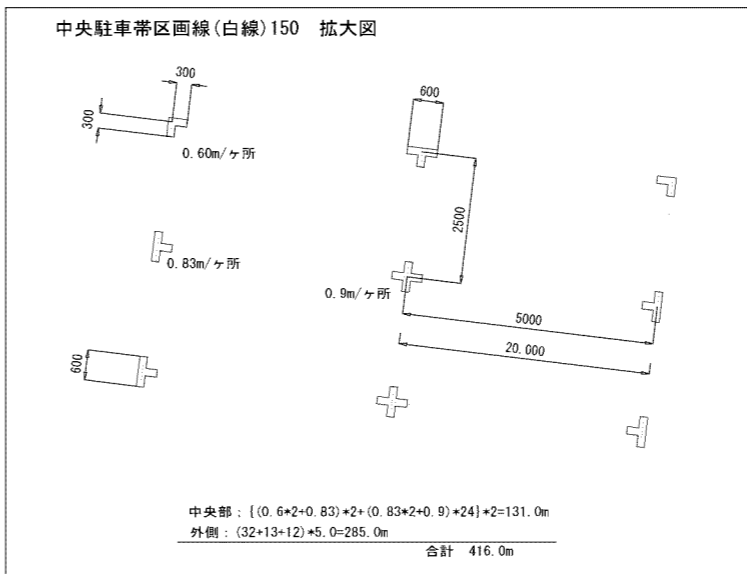 中央駐車帯区画線(白線)150 拡大図
300
300
0.60m/ヶ所
600
2500
0.83m/ヶ所
0.9m/ヶ所
5000
20.000
600
中央部：{(0.6*2+0.83)*2+(0.83*2+0.9)*24}*2=131.0m
外側：(32+13+12)*5.0=285.0m
合計 416.0m